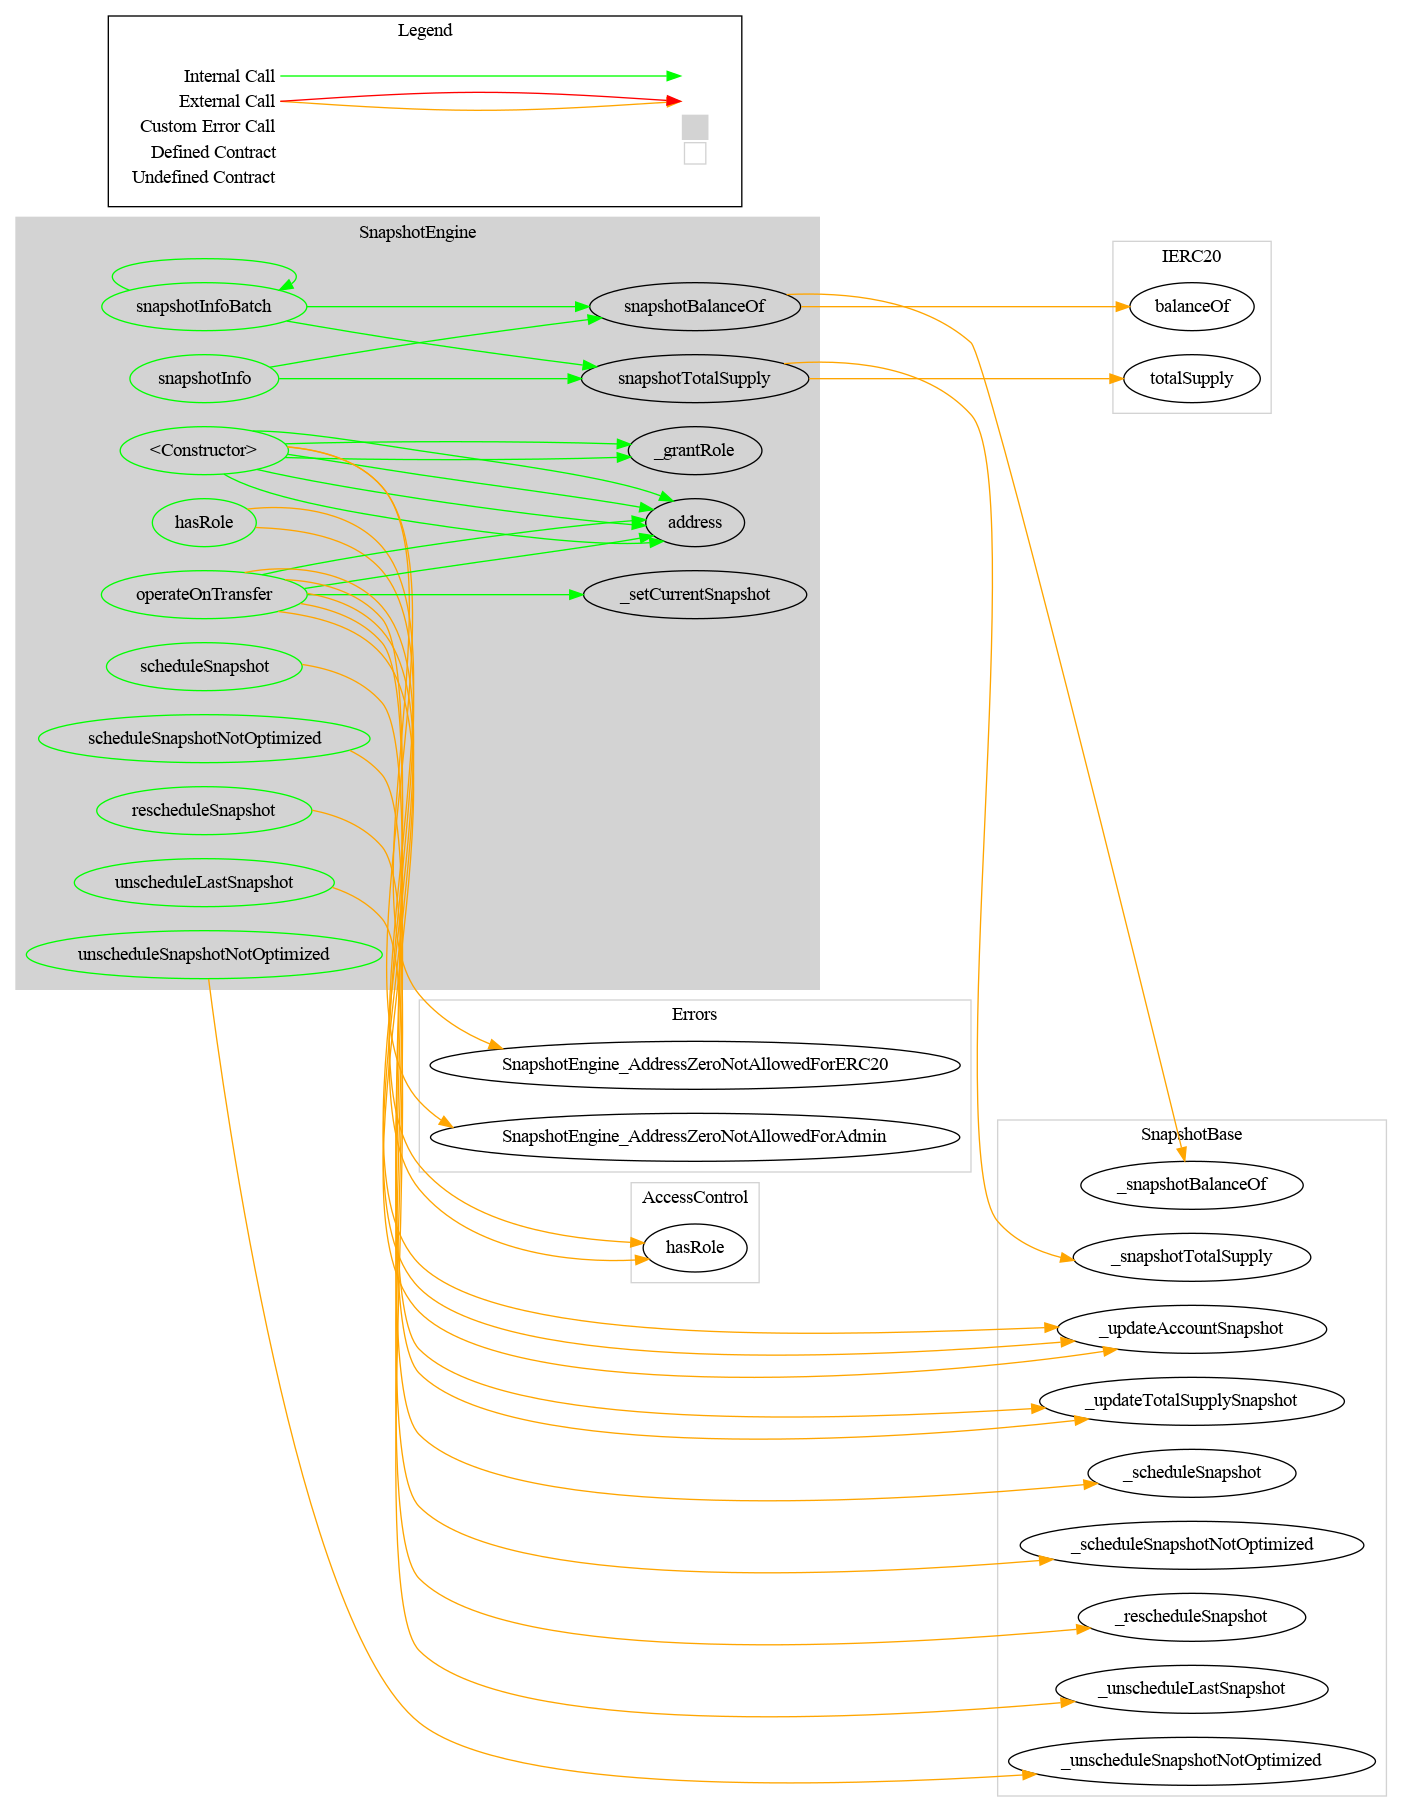 Legend
Internal Call
External Call
Custom Error Call
Defined Contract
Undefined Contract
SnapshotEngine
snapshotInfoBatch
snapshotInfo
<Constructor>
hasRole
operateOnTransfer
scheduleSnapshot
scheduleSnapshotNotOptimized
rescheduleSnapshot
unscheduleLastSnapshot
unscheduleSnapshotNotOptimized
snapshotBalanceOf
snapshotTotalSupply
_grantRole
address
_setCurrentSnapshot
IERC20
balanceOf
totalSupply
Errors
SnapshotEngine_AddressZeroNotAllowedForERC20
SnapshotEngine_AddressZeroNotAllowedForAdmin
AccessControl
hasRole
SnapshotBase
_snapshotBalanceOf
_snapshotTotalSupply
_updateAccountSnapshot
_updateTotalSupplySnapshot
_scheduleSnapshot
_scheduleSnapshotNotOptimized
_rescheduleSnapshot
_unscheduleLastSnapshot
_unscheduleSnapshotNotOptimized